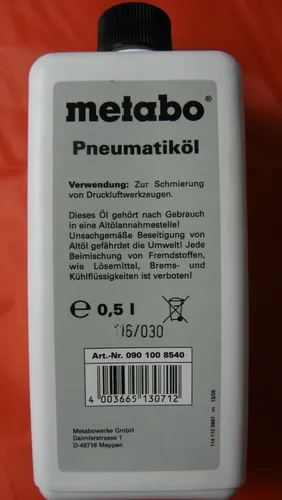 metabo®
Pneumatiköl
Verwendung: Zur Schmierung
von Druckluftwerkzeugen.
Dieses Öl gehört nach Gebrauch
in eine Altölannahmestelle!
Unsachgemäße Beseitigung von
Altöl gefährdet die Umwelt! Jede
Beimischung von Fremdstoffen,
wie Lösemittel, Brems- und
Kühlflüssigkeiten ist verboten!
℮ 0,5 l
116/030
Art.-Nr. 090 100 8540
4 003665 130712
Metabowerke GmbH
Daimlerstrasse 1
D-49716 Meppen